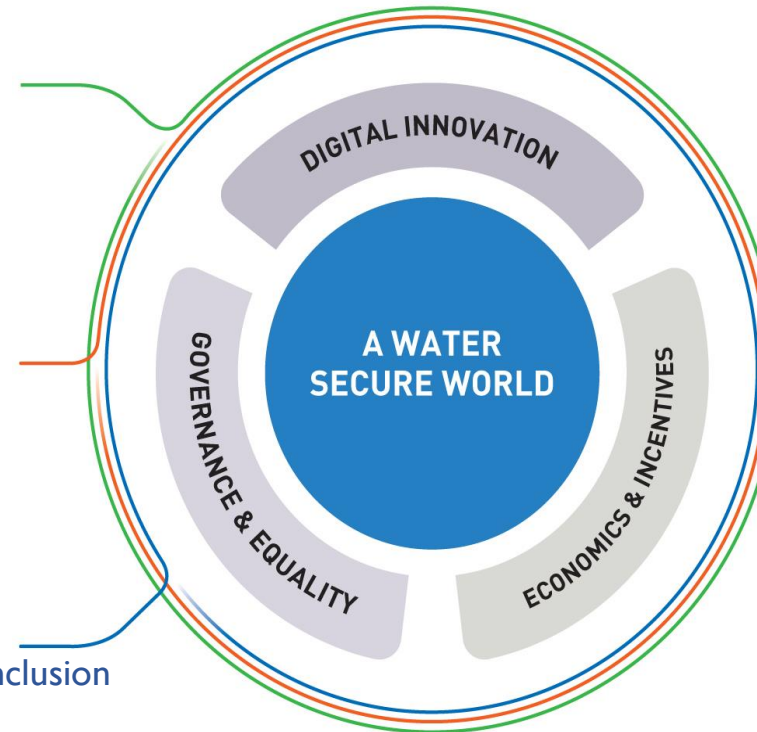 DIGITAL INNOVATION
A WATER
SECURE WORLD
GOVERNANCE & EQUALITY
ECONOMICS & INCENTIVES
nclusion